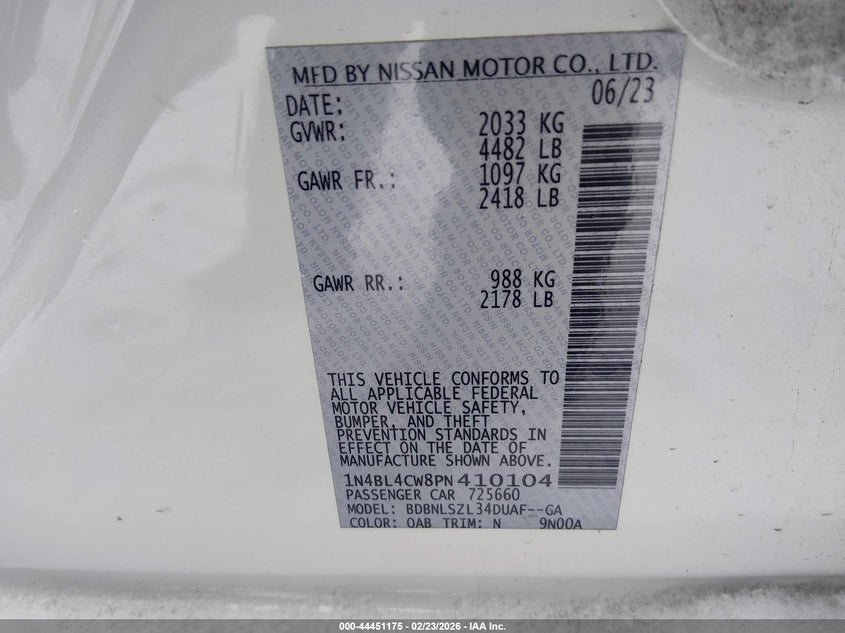 MFD BY NISSAN MOTOR CO., LTD.
DATE: 06/23
GVWR: 2033 KG
4482 LB
GAWR FR.: 1097 KG
2418 LB
GAWR RR.: 988 KG
2178 LB
THIS VEHICLE CONFORMS TO
ALL APPLICABLE FEDERAL
MOTOR VEHICLE SAFETY,
BUMPER, AND THEFT
PREVENTION STANDARDS IN
EFFECT ON THE DATE OF
MANUFACTURE SHOWN ABOVE.
1N4BL4CW8PN410104
PASSENGER CAR 725660
MODEL: BDBNLSZL34DUAF--GA
COLOR: QAB TRIM: N 9N00A
000-44451175 - 02/23/2026 - IAA Inc.